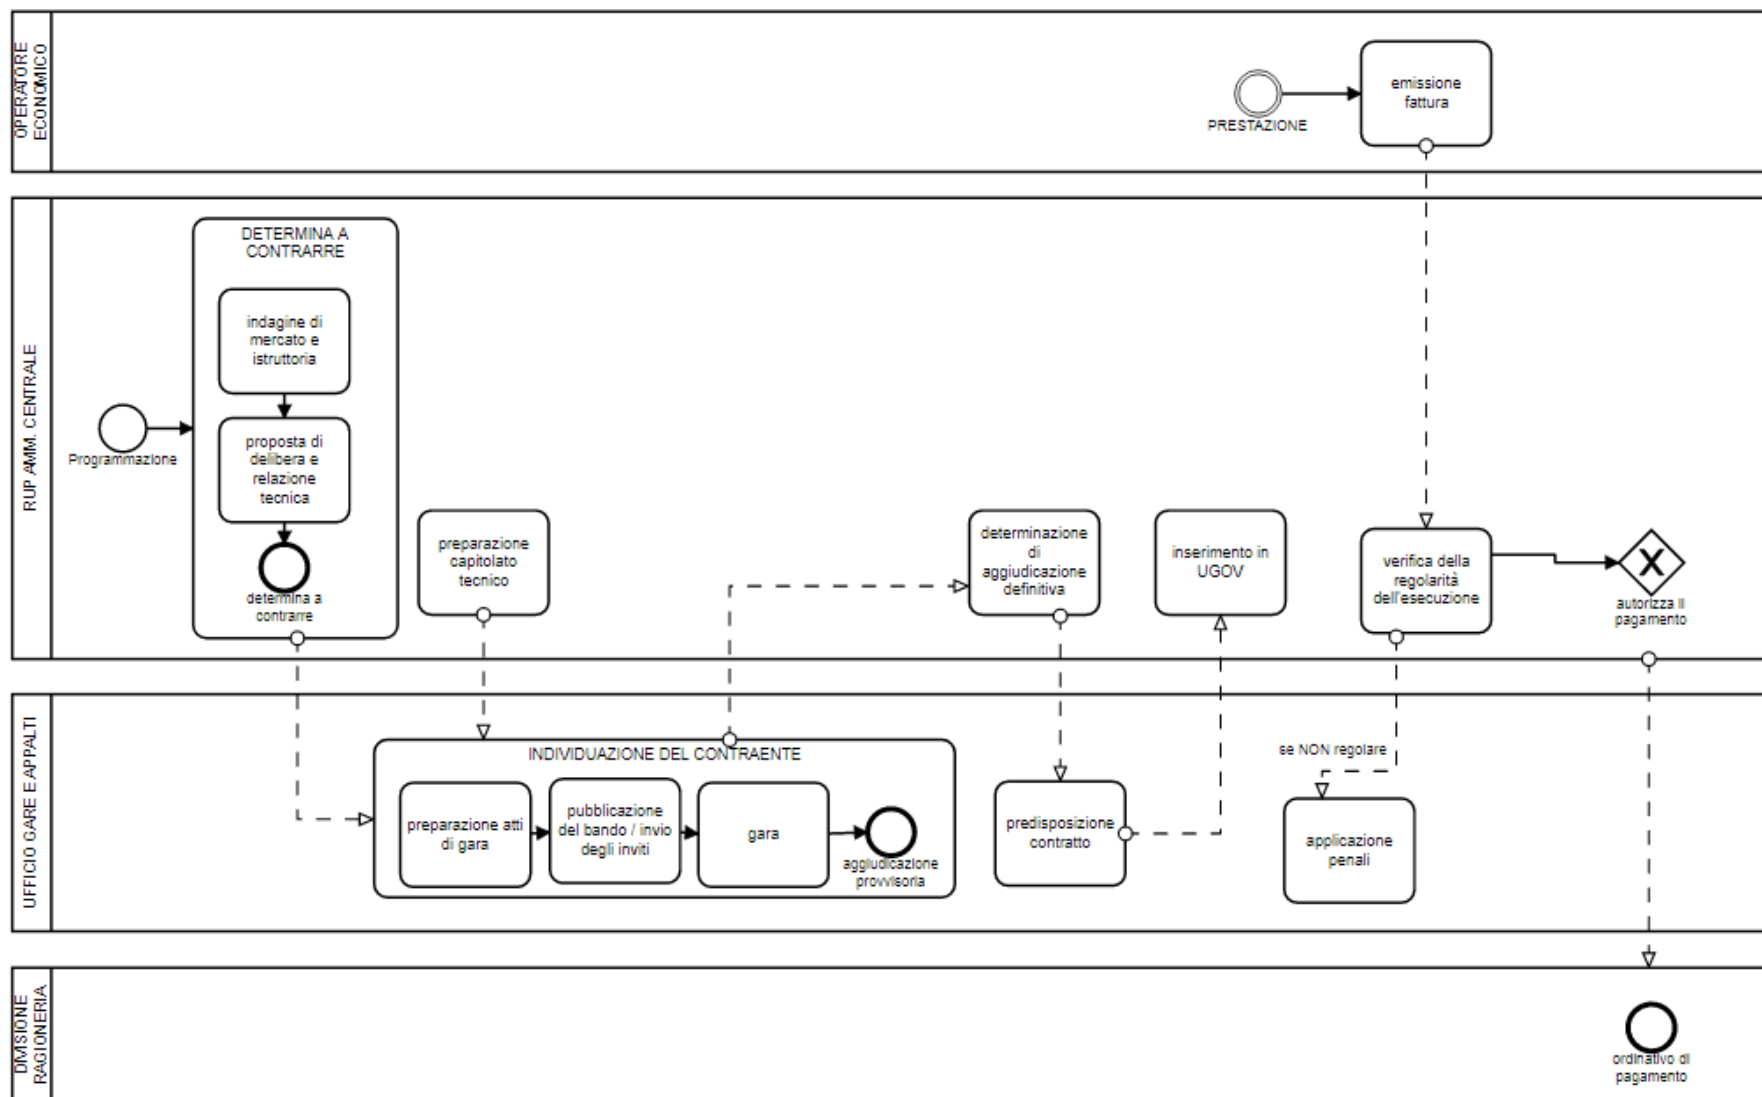 OPERATORE
ECONOMICO
PRESTAZIONE
emissione
fattura
RUP AMM. CENTRALE
Programmazione
DETERMINA A
CONTRARRE
indagine di
mercato e
istruttoria
proposta di
delibera e
relazione
tecnica
determina a
contrarre
preparazione
capitolato
tecnico
determinazione
di
aggiudicazione
definitiva
inserimento in
UGOV
verifica della
regolarità
dell'esecuzione
autorizza il
pagamento
UFFICIO GARE E APPALTI
INDIVIDUAZIONE DEL CONTRAENTE
preparazione atti
di gara
pubblicazione
del bando / invio
degli inviti
gara
aggiudicazione
provvisoria
predisposizione
contratto
se NON regolare
applicazione
penali
DIVISIONE
RAGIONERIA
ordinativo di
pagamento